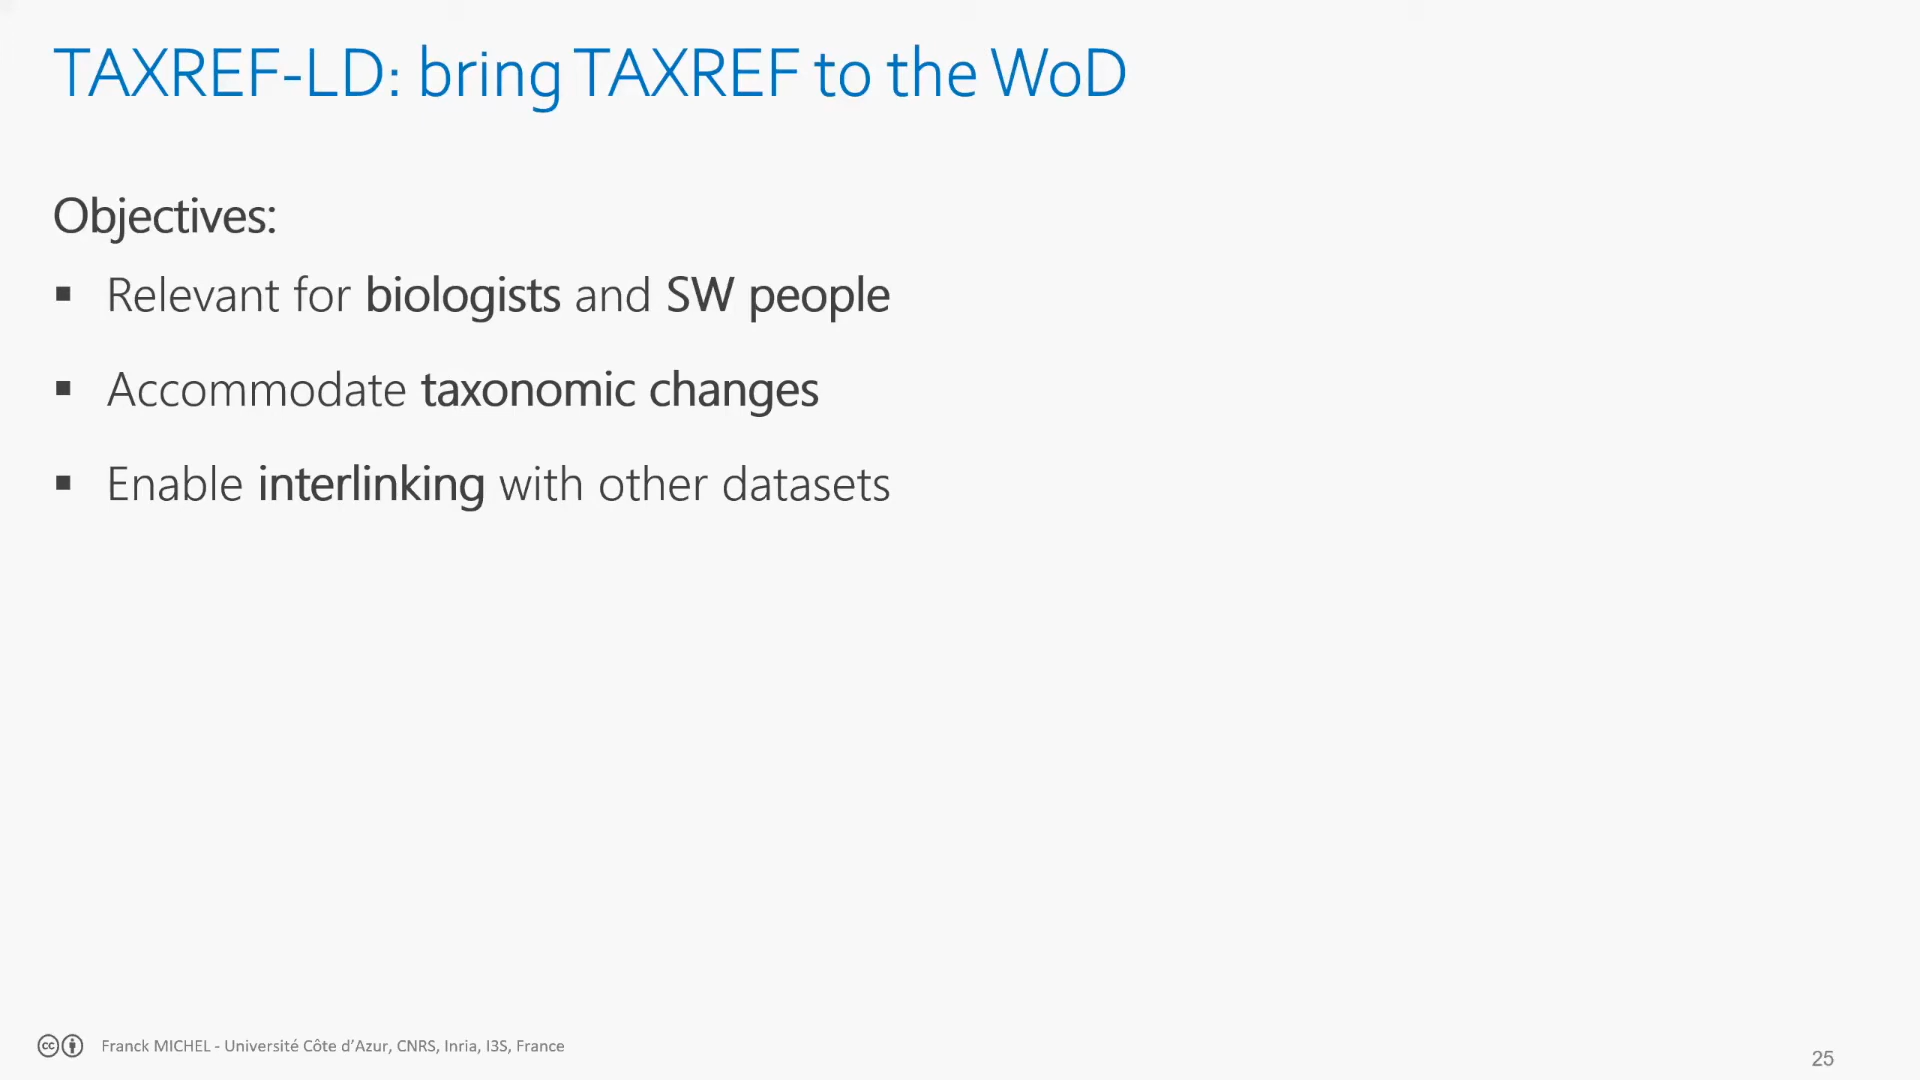 TAXREF-LD: bring TAXREF to the WoD
Objectives:
▪ Relevant for biologists and SW people
▪ Accommodate taxonomic changes
▪ Enable interlinking with other datasets
Franck MICHEL - Université Côte d’Azur, CNRS, Inria, I3S, France
25